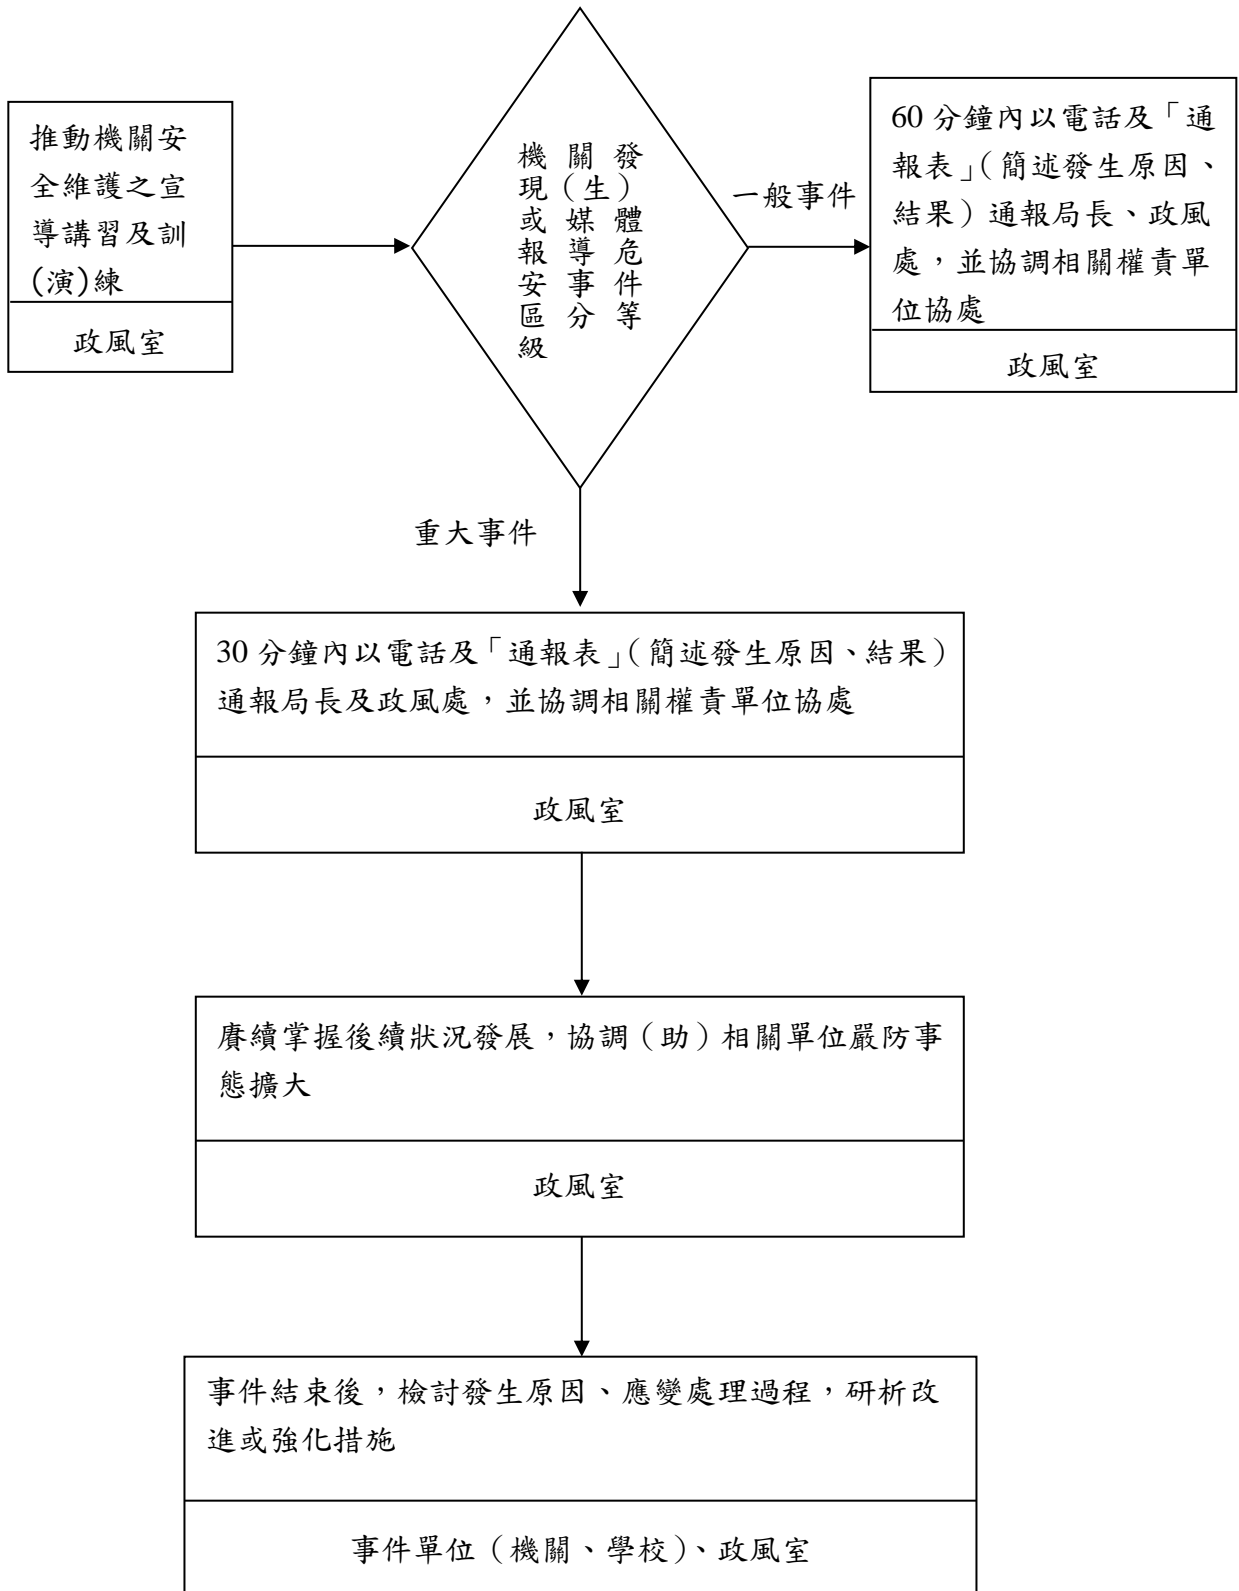 推動機關安
全維護之宣
導講習及訓
(演)練
政風室
機關發
現（生）
或媒體
報導危
安事件
區分等
級
一般事件
60 分鐘內以電話及「通
報表」（簡述發生原因、
結果）通報局長、政風
處，並協調相關權責單
位協處
政風室
重大事件
30 分鐘內以電話及「通報表」（簡述發生原因、結果）
通報局長及政風處，並協調相關權責單位協處
政風室
賡續掌握後續狀況發展，協調（助）相關單位嚴防事
態擴大
政風室
事件結束後，檢討發生原因、應變處理過程，研析改
進或強化措施
事件單位（機關、學校）、政風室